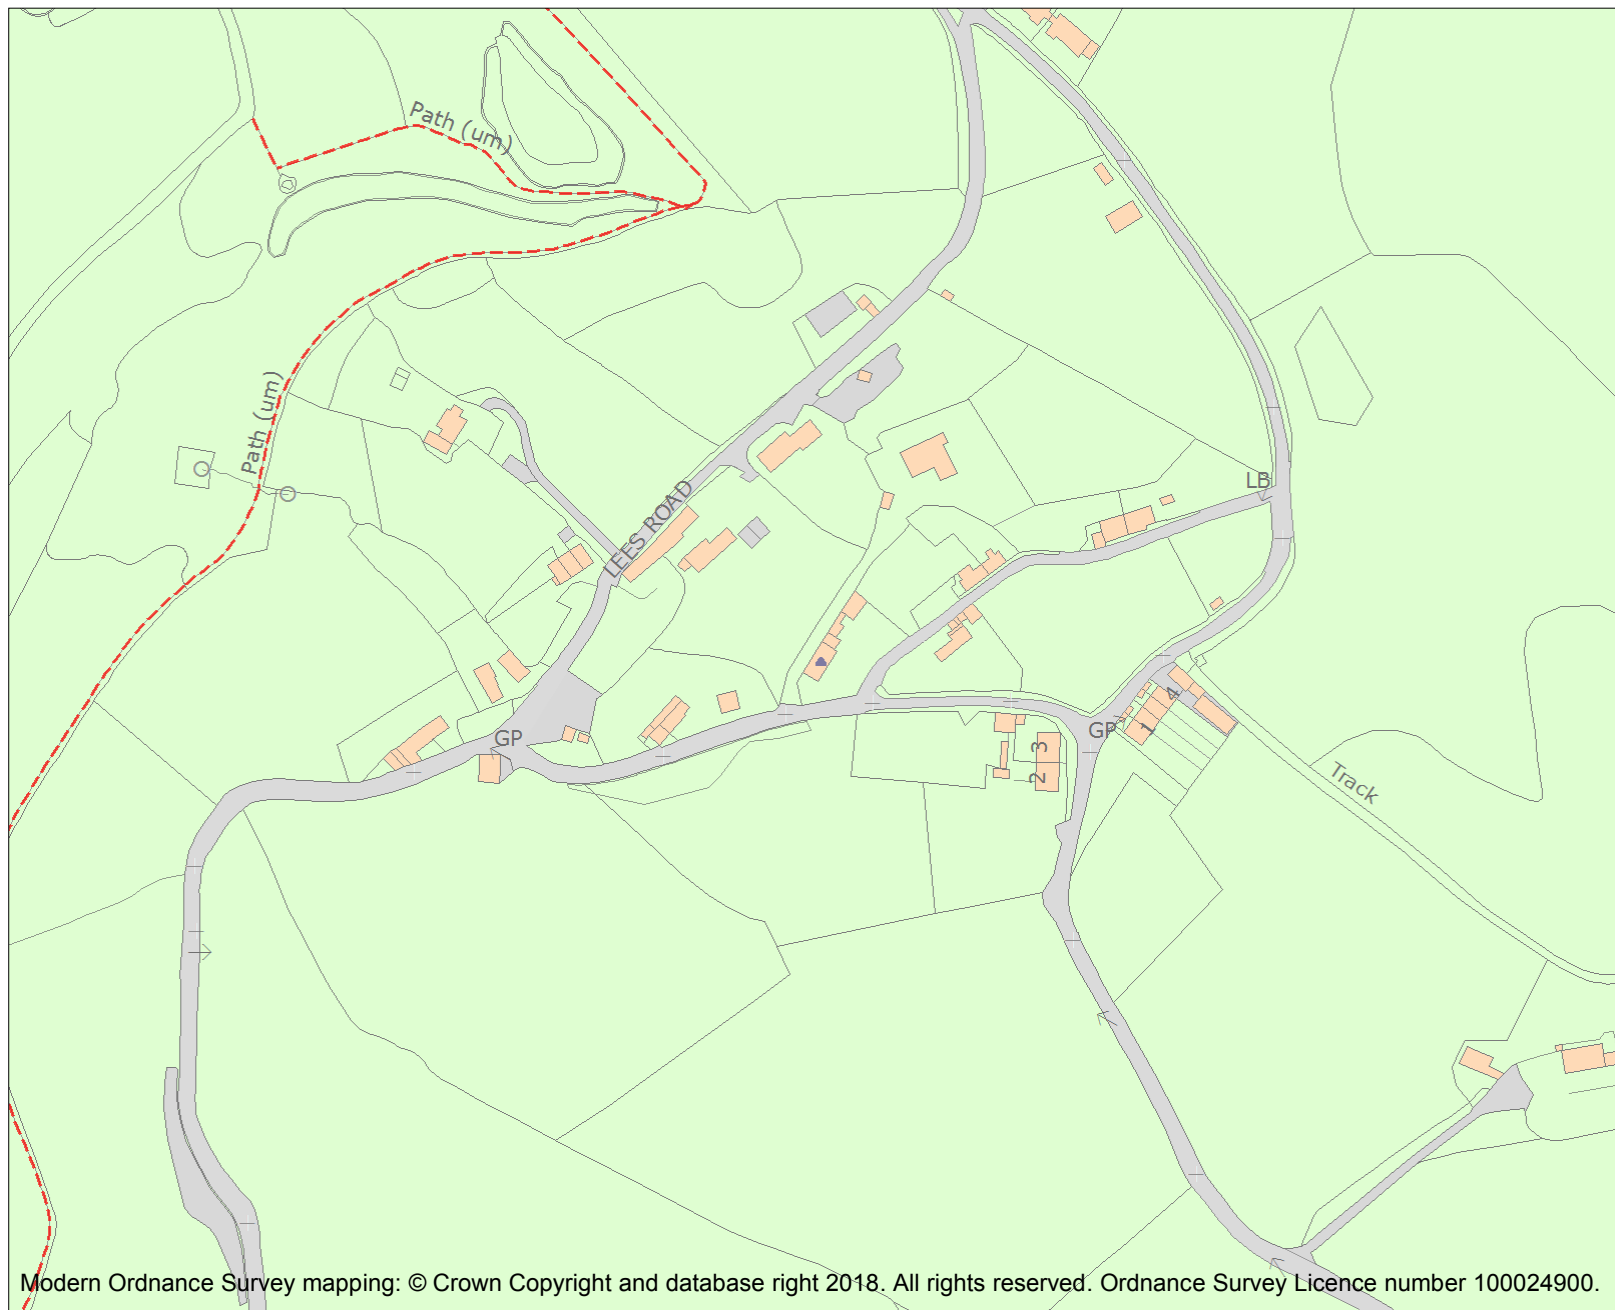 Path (um)
Path (um)
LEES ROAD
LB
4
GP
1
GP
3
2
Track
Modern Ordnance Survey mapping: © Crown Copyright and database right 2018. All rights reserved. Ordnance Survey Licence number 100024900.